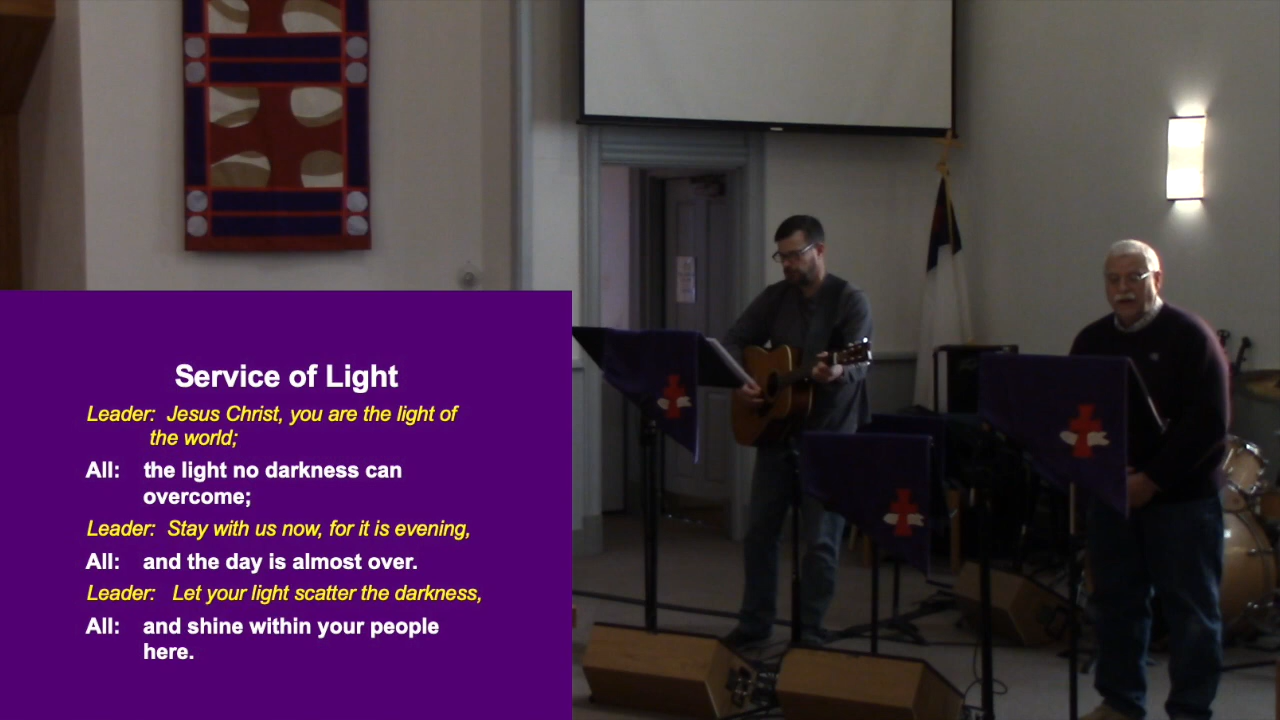 Service of Light
Leader: Jesus Christ, you are the light of
the world;
All: the light no darkness can
overcome;
Leader: Stay with us now, for it is evening,
All: and the day is almost over.
Leader: Let your light scatter the darkness,
All: and shine within your people
here.